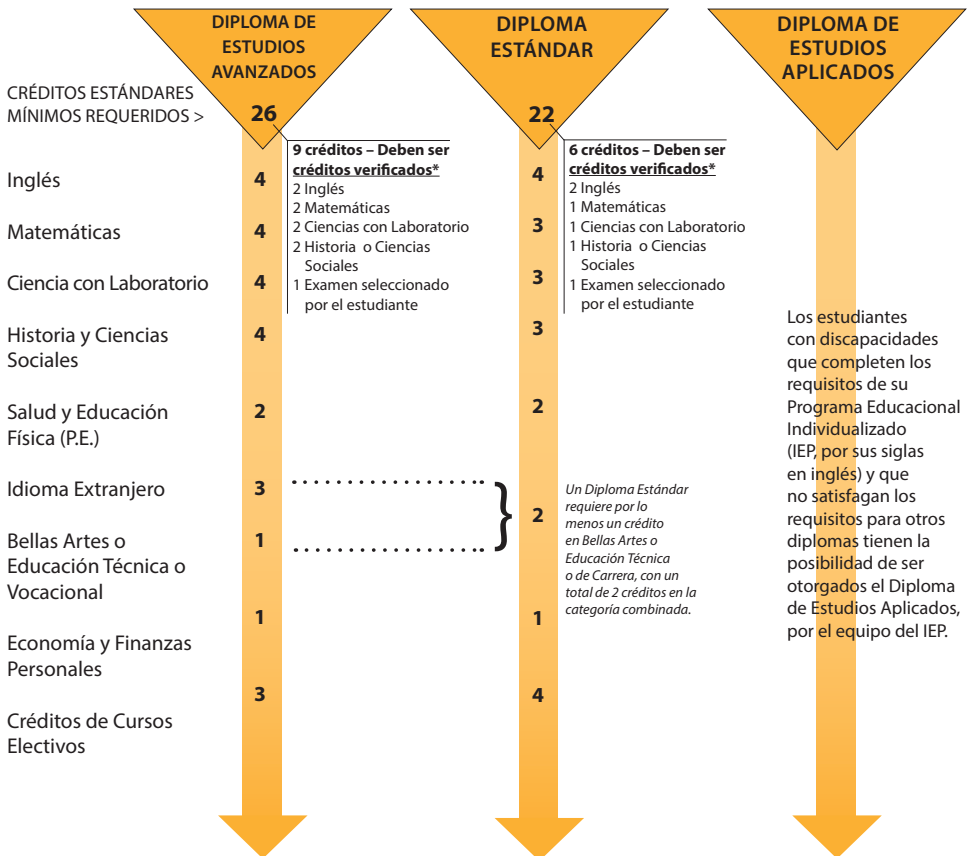 DIPLOMA DE
ESTUDIOS
AVANZADOS
DIPLOMA
ESTÁNDAR
DIPLOMA DE
ESTUDIOS
APLICADOS
CRÉDITOS ESTÁNDARES
MÍNIMOS REQUERIDOS >
26
22
9 créditos – Deben ser
créditos verificados*
2 Inglés
2 Matemáticas
2 Ciencias con Laboratorio
2 Historia o Ciencias
Sociales
1 Examen seleccionado
por el estudiante
6 créditos – Deben ser
créditos verificados*
2 Inglés
1 Matemáticas
1 Ciencias con Laboratorio
1 Historia o Ciencias
Sociales
1 Examen seleccionado
por el estudiante
Inglés
4
4
Matemáticas
4
3
Ciencia con Laboratorio
4
3
Historia y Ciencias
Sociales
4
3
Salud y Educación
Física (P.E.)
2
2
Idioma Extranjero
3
Bellas Artes o
Educación Técnica o
Vocacional
1
}
2
Un Diploma Estándar
requiere por lo
menos un crédito
en Bellas Artes o
Educación Técnica
o de Carrera, con un
total de 2 créditos en la
categoría combinada.
Economía y Finanzas
Personales
1
1
Créditos de Cursos
Electivos
3
4
Los estudiantes
con discapacidades
que completen los
requisitos de su
Programa Educacional
Individualizado
(IEP, por sus siglas
en inglés) y que
no satisfagan los
requisitos para otros
diplomas tienen la
posibilidad de ser
otorgados el Diploma
de Estudios Aplicados,
por el equipo del IEP.